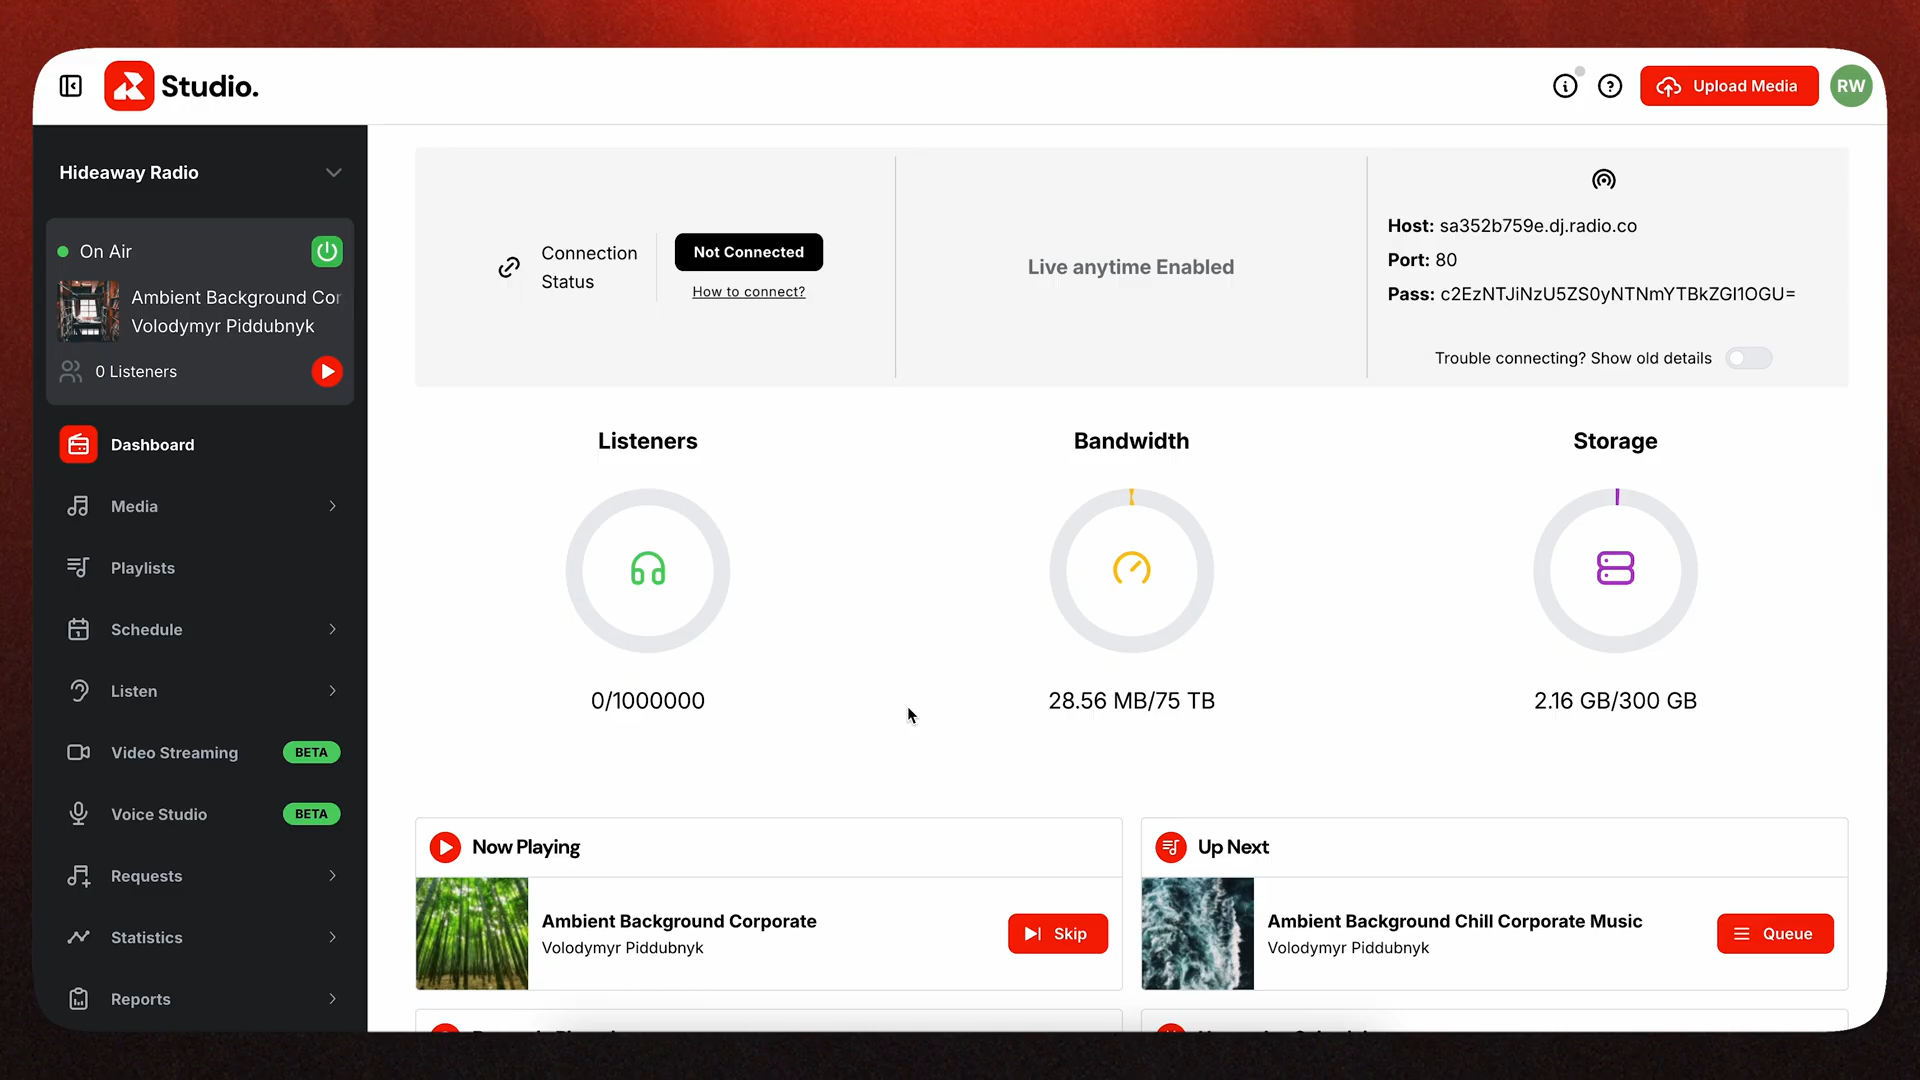 Studio.
Upload Media
RW
Hideaway Radio
On Air
Ambient Background Cor
Volodymyr Piddubnyk
0 Listeners
Dashboard
Media
Playlists
Schedule
Listen
Video Streaming
BETA
Voice Studio
BETA
Requests
Statistics
Reports
Connection
Status
Not Connected
How to connect?
Live anytime Enabled
Host: sa352b759e.dj.radio.co
Port: 80
Pass: c2EzNTJiNzU5ZS0yNTNmYTBkZGI1OGU=
Trouble connecting? Show old details
Listeners
0/1000000
Bandwidth
28.56 MB/75 TB
Storage
2.16 GB/300 GB
Now Playing
Ambient Background Corporate
Volodymyr Piddubnyk
Skip
Up Next
Ambient Background Chill Corporate Music
Volodymyr Piddubnyk
Queue